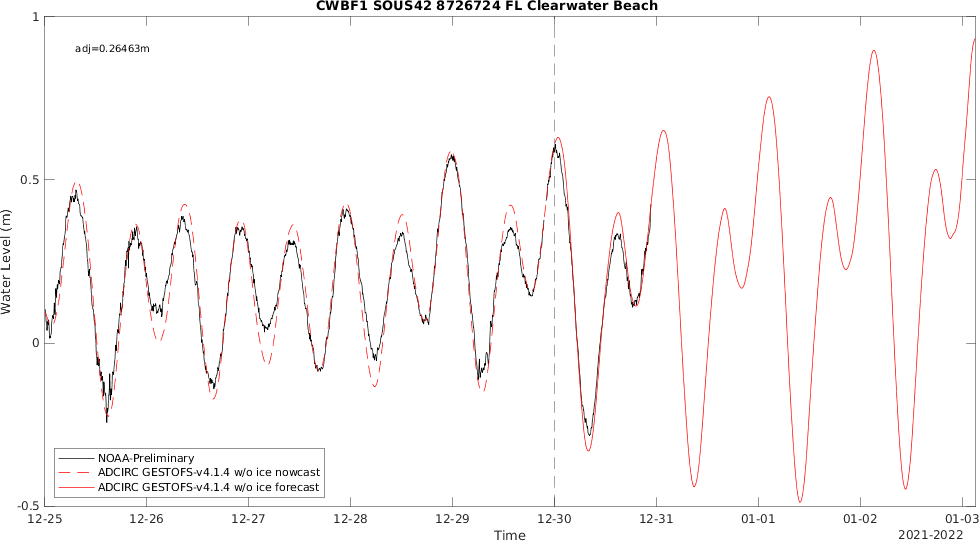 CWBF1 SOUS42 8726724 FL Clearwater Beach
1
adj=0.26463m
0.5
Water Level (m)
0
NOAA-Preliminary
ADCIRC GESTOFS-v4.1.4 w/o ice nowcast
ADCIRC GESTOFS-v4.1.4 w/o ice forecast
-0.5
12-25 12-26 12-27 12-28 12-29 12-30 12-31 01-01 01-02 01-03
Time
2021-2022